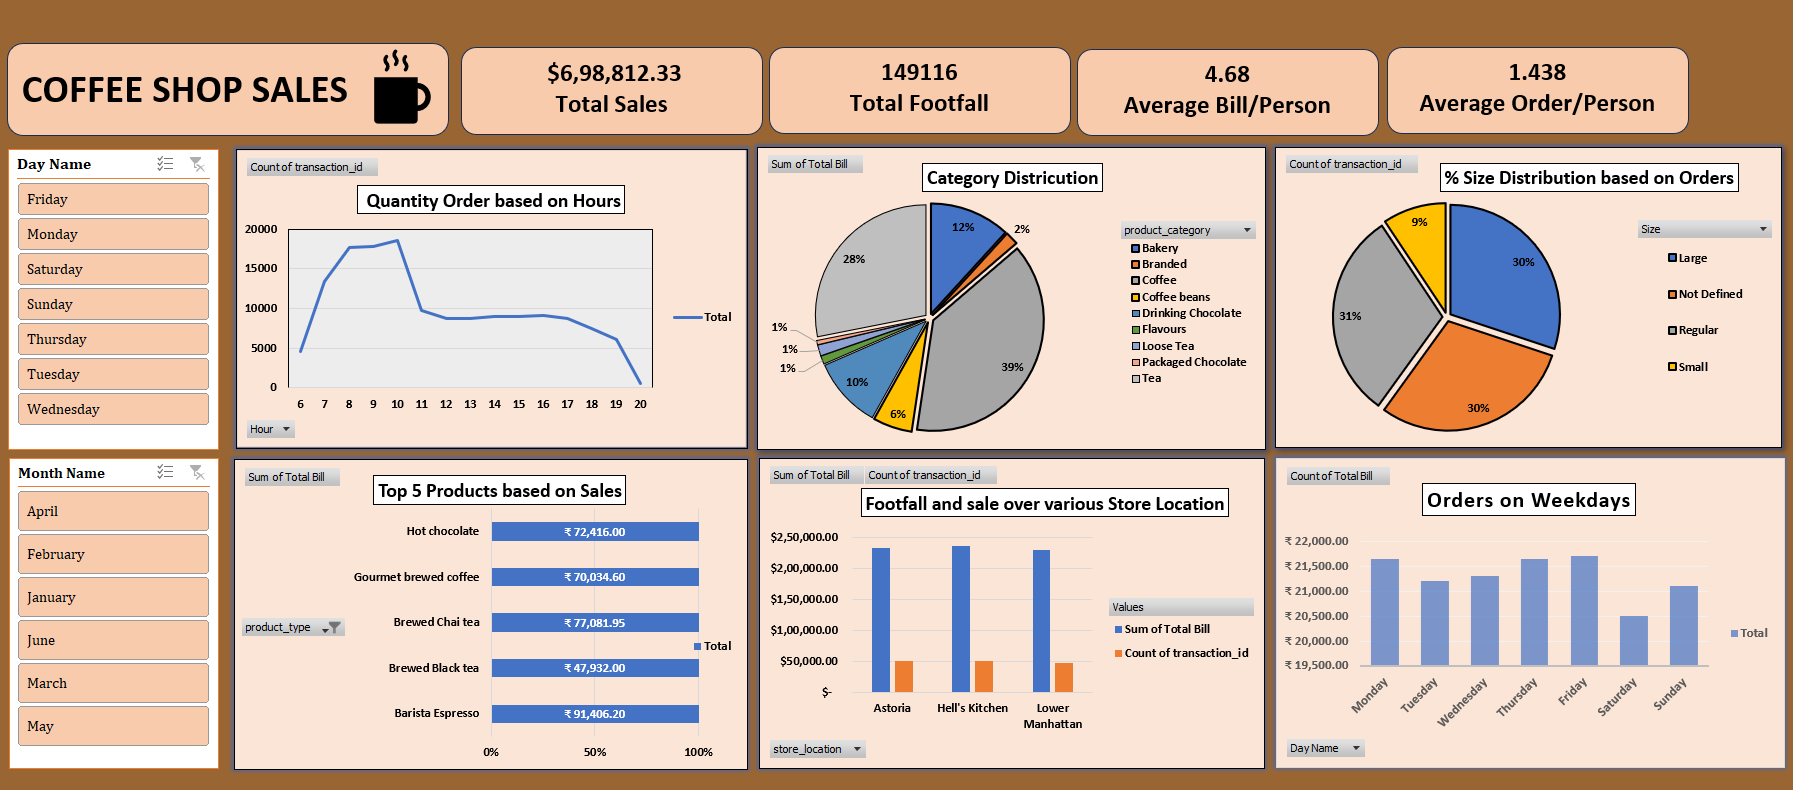 COFFEE SHOP SALES
$6,98,812.33
Total Sales
149116
Total Footfall
4.68
Average Bill/Person
1.438
Average Order/Person
Day Name
Friday
Monday
Saturday
Sunday
Thursday
Tuesday
Wednesday
Month Name
April
February
January
June
March
May
Count of transaction_id
Quantity Order based on Hours
20000
15000
10000
5000
0
6 7 8 9 10 11 12 13 14 15 16 17 18 19 20
Total
Hour
Sum of Total Bill
Category Districution
12%
2%
39%
6%
10%
1%
1%
1%
28%
product_category
Bakery
Branded
Coffee
Coffee beans
Drinking Chocolate
Flavours
Loose Tea
Packaged Chocolate
Tea
Count of transaction_id
% Size Distribution based on Orders
30%
30%
31%
9%
Size
Large
Not Defined
Regular
Small
Sum of Total Bill
Top 5 Products based on Sales
Hot chocolate ₹ 72,416.00
Gourmet brewed coffee ₹ 70,034.60
Brewed Chai tea ₹ 77,081.95
Brewed Black tea ₹ 47,932.00
Barista Espresso ₹ 91,406.20
0% 50% 100%
product_type
Total
Sum of Total Bill Count of transaction_id
Footfall and sale over various Store Location
$2,50,000.00
$2,00,000.00
$1,50,000.00
$1,00,000.00
$50,000.00
$-
Astoria Hell's Kitchen Lower
Manhattan
Values
Sum of Total Bill
Count of transaction_id
store_location
Count of Total Bill
Orders on Weekdays
₹ 22,000.00
₹ 21,500.00
₹ 21,000.00
₹ 20,500.00
₹ 20,000.00
₹ 19,500.00
Monday Tuesday Wednesday Thursday Friday Saturday Sunday
Total
Day Name